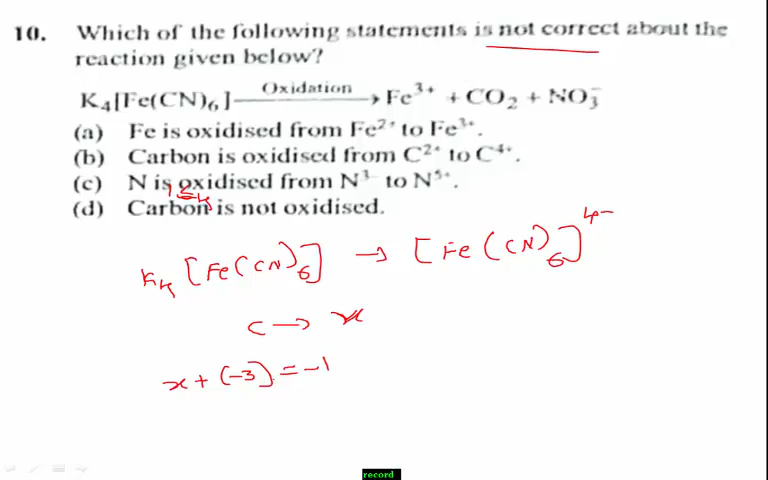 10. Which of the following statements is not correct about the
reaction given below?
K₄[Fe(CN)₆] Oxidation → Fe³⁺ + CO₂ + NO₃⁻
(a) Fe is oxidised from Fe²⁺ to Fe³⁺.
(b) Carbon is oxidised from C²⁺ to C⁴⁺.
(c) N is oxidised from N³⁻ to N⁵⁺.
(d) Carbon is not oxidised.
K₄ [Fe(CN)₆] → [Fe(CN)₆]⁴⁻
C → x
x + (-3) = -1
record